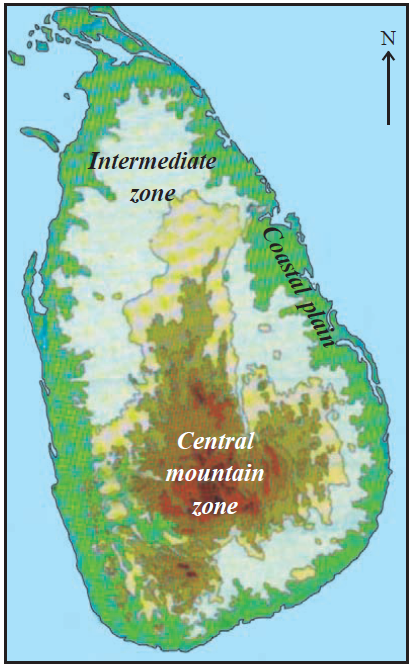 N
Intermediate
zone
Coastal plain
Central
mountain
zone